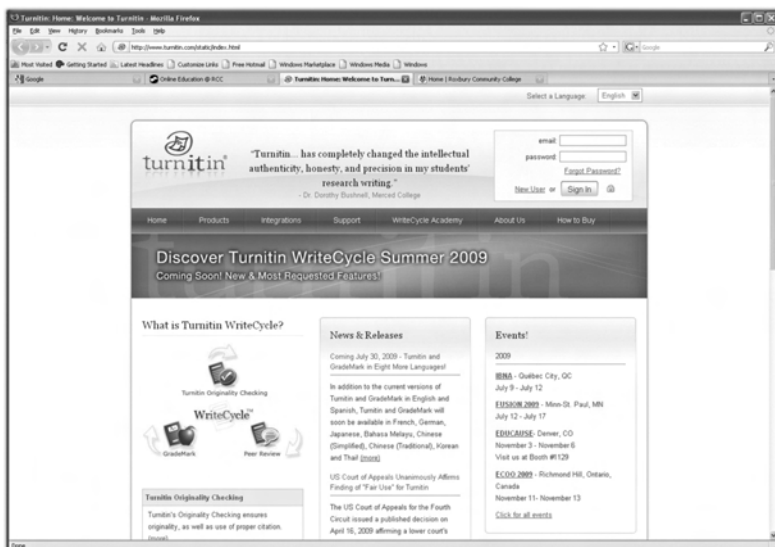 Turnitin: Home: Welcome to Turnitin - Mozilla Firefox
File Edit View History Bookmarks Tools Help
http://www.turnitin.com/static/index.html
Google
Most Visited Getting Started Latest Headlines Customize Links Free Hotmail Windows Marketplace Windows Media Windows
Google Online Education @ RCC Turnitin: Home: Welcome to Turn... Home | Roxbury Community College
Select a Language: English
turnitin
"Turnitin... has completely changed the intellectual
authenticity, honesty, and precision in my students'
research writing."
- Dr. Dorothy Bushnell, Merced College
email:
password:
Forgot Password?
New User or Sign In
Home Products Integrations Support WriteCycle Academy About Us How to Buy
Discover Turnitin WriteCycle Summer 2009
Coming Soon! New & Most Requested Features!
What is Turnitin WriteCycle?
Turnitin Originality Checking
WriteCycle™
GradeMark Peer Review
Turnitin Originality Checking
Turnitin's Originality Checking ensures
originality, as well as use of proper citation.
(more)
News & Releases
Coming July 30, 2009 - Turnitin and
GradeMark in Eight More Languages!
In addition to the current versions of
Turnitin and GradeMark in English and
Spanish, Turnitin and GradeMark will
soon be available in French, German,
Japanese, Bahasa Melayu, Chinese
(Simplified), Chinese (Traditional), Korean
and Thai! (more)
US Court of Appeals Unanimously Affirms
Finding of "Fair Use" for Turnitin
The US Court of Appeals for the Fourth
Circuit issued a published decision on
April 16, 2009 affirming a lower court's
Events!
2009
IBNA - Québec City, QC
July 9 - July 12
FUSION 2009 - Minn-St. Paul, MN
July 12 - July 17
EDUCAUSE- Denver, CO
November 3 - November 6
Visit us at Booth #1129
ECOO 2009 - Richmond Hill, Ontario,
Canada
November 11- November 13
Click for all events
Done